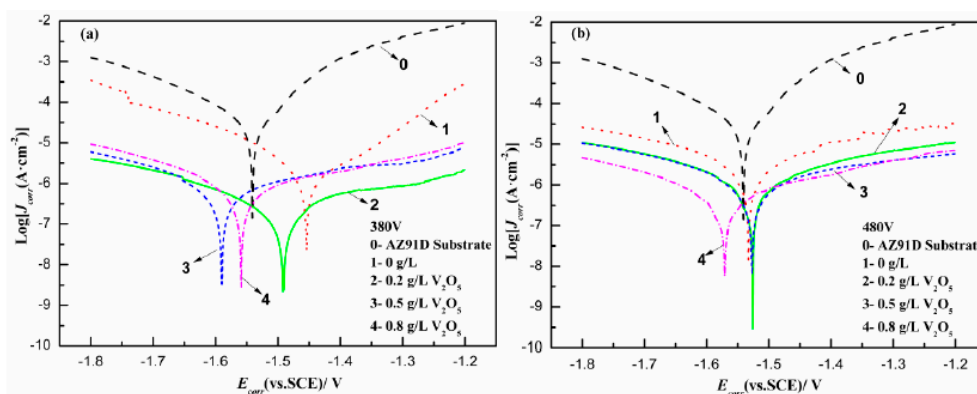 (a)
0
1
2
3
4
380V
0- AZ91D Substrate
1- 0 g/L
2- 0.2 g/L V₂O₅
3- 0.5 g/L V₂O₅
4- 0.8 g/L V₂O₅
Log|J_corr (A·cm⁻²)|
-2
-3
-4
-5
-6
-7
-8
-9
-10
-1.8 -1.7 -1.6 -1.5 -1.4 -1.3 -1.2
E_corr(vs.SCE)/ V
(b)
0
1
2
3
4
480V
0- AZ91D Substrate
1- 0 g/L
2- 0.2 g/L V₂O₅
3- 0.5 g/L V₂O₅
4- 0.8 g/L V₂O₅
Log|J_corr (A·cm⁻²)|
-2
-3
-4
-5
-6
-7
-8
-9
-10
-1.8 -1.7 -1.6 -1.5 -1.4 -1.3 -1.2
E_corr(vs.SCE)/ V